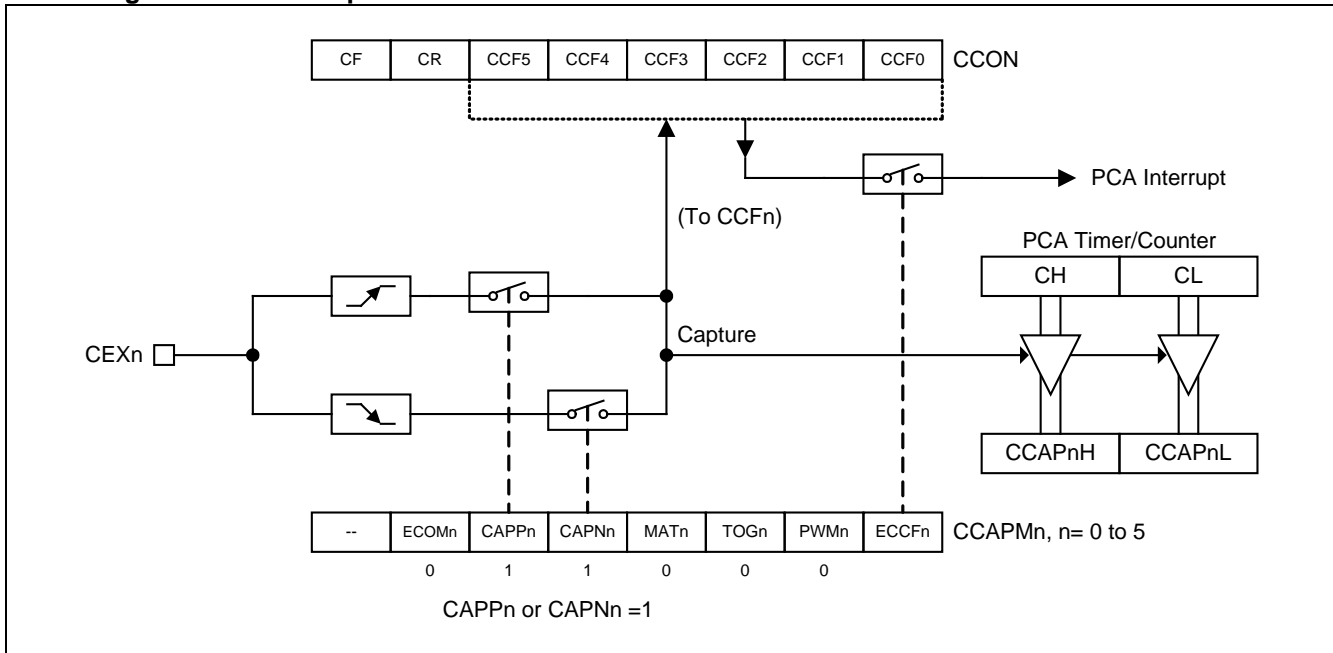 CF CR CCF5 CCF4 CCF3 CCF2 CCF1 CCF0 CCON
PCA Interrupt
(To CCFn)
PCA Timer/Counter
CH CL
Capture
CEXn
CCAPnH CCAPnL
-- ECOMn CAPPn CAPNn MATn TOGn PWMn ECCFn CCAPMn, n= 0 to 5
0 1 1 0 0 0
CAPPn or CAPNn =1